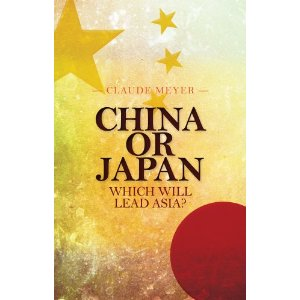 — CLAUDE MEYER —
CHINA
OR
JAPAN
WHICH WILL
LEAD ASIA?